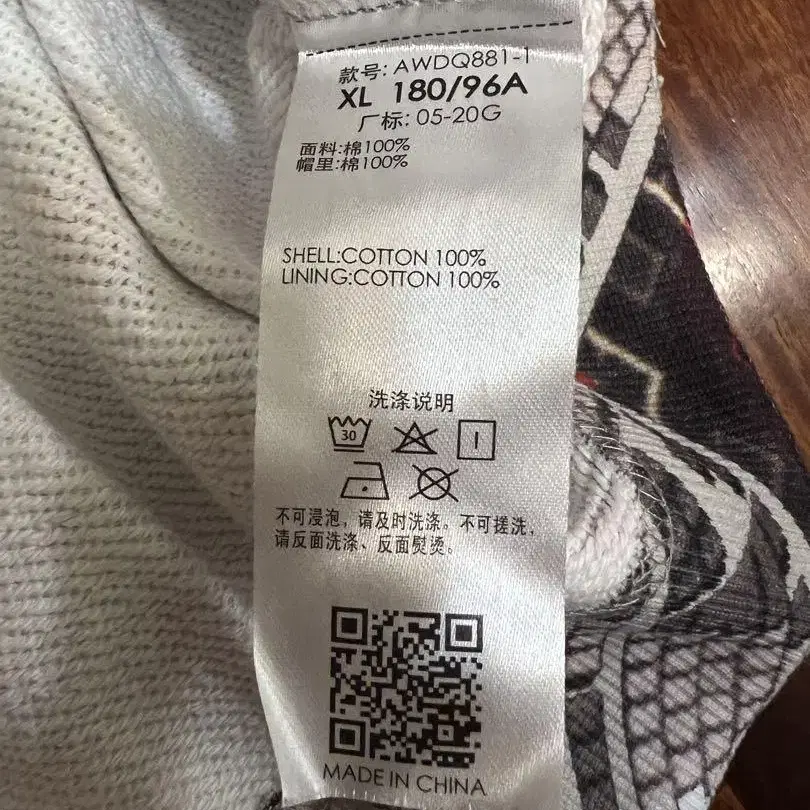 款号: AWDQ881-1
XL 180/96A
厂标: 05-20G
面料:棉100%
帽里:棉100%
SHELL:COTTON 100%
LINING:COTTON 100%
洗涤说明
30
不可浸泡，请及时洗涤。不可搓洗，
请反面洗涤、反面熨烫。
MADE IN CHINA